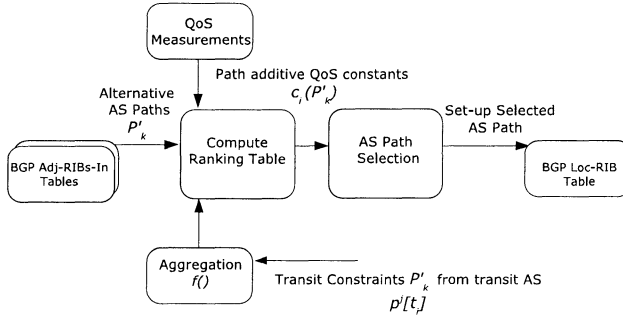 QoS
Measurements
Path additive QoS constants
c_i(P'_k)
Alternative
AS Paths
P'_k
Set-up Selected
AS Path
Compute
Ranking Table
AS Path
Selection
BGP Adj-RIBs-In
Tables
BGP Loc-RIB
Table
Aggregation
f()
Transit Constraints P'_k from transit AS
p^j[t_r]